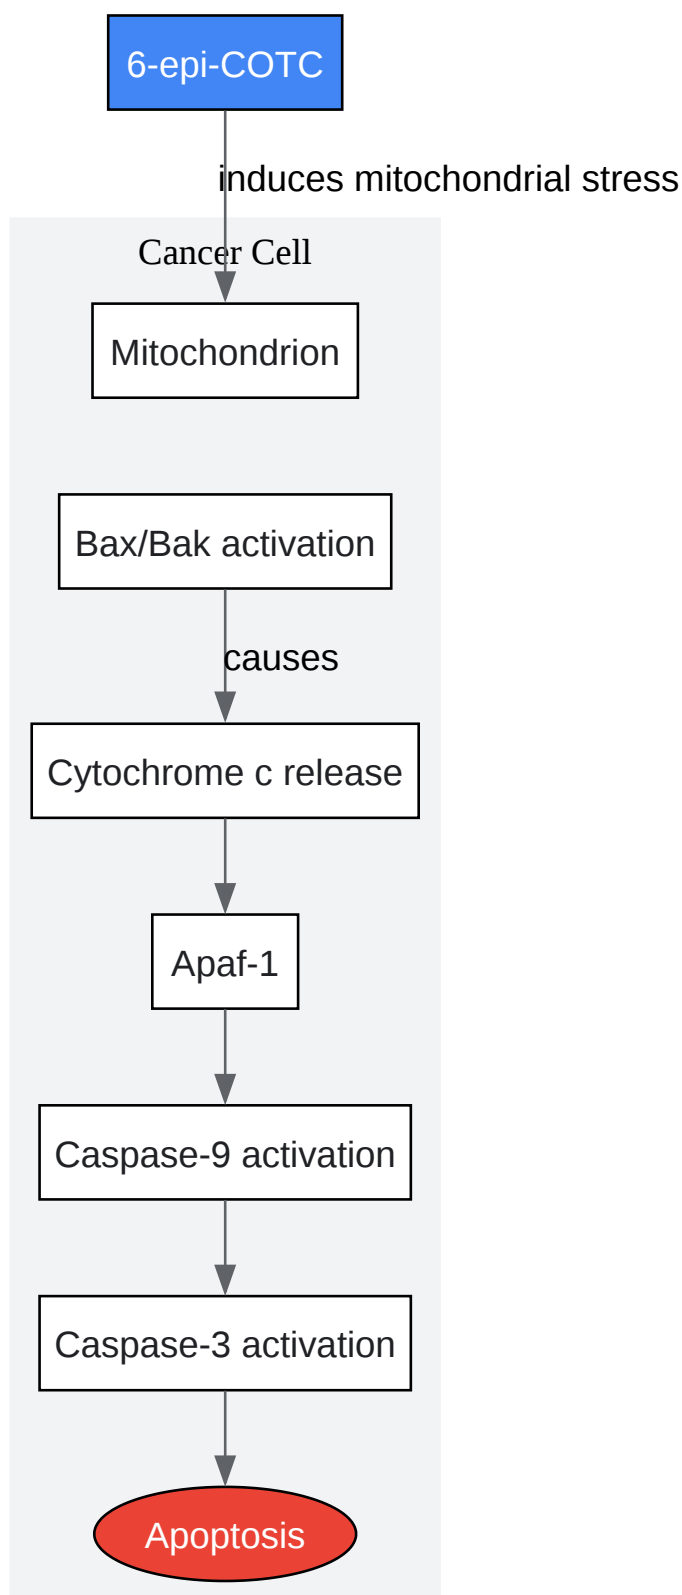 6-epi-COTC
induces mitochondrial stress
Cancer Cell
Mitochondrion
Bax/Bak activation
causes
Cytochrome c release
Apaf-1
Caspase-9 activation
Caspase-3 activation
Apoptosis